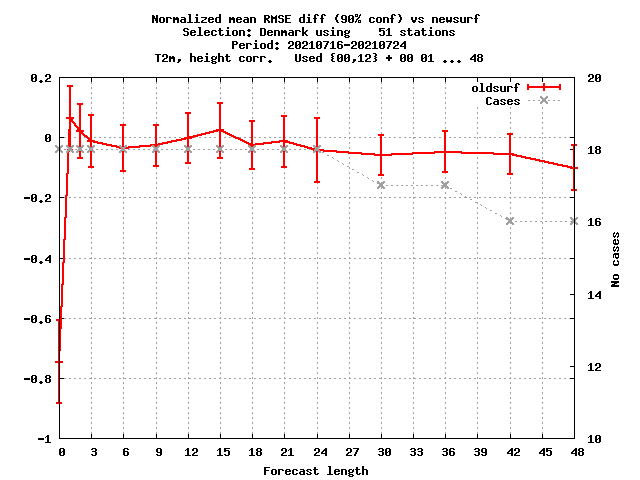 Normalized mean RMSE diff (90% conf) vs newsurf
Selection: Denmark using    51 stations
Period: 20210716-20210724
T2m, height corr.   Used {00,12} + 00 01 ... 48
oldsurf
Cases
0.2
0
-0.2
-0.4
-0.6
-0.8
-1
20
18
16
14
12
10
No cases
0 3 6 9 12 15 18 21 24 27 30 33 36 39 42 45 48
Forecast length